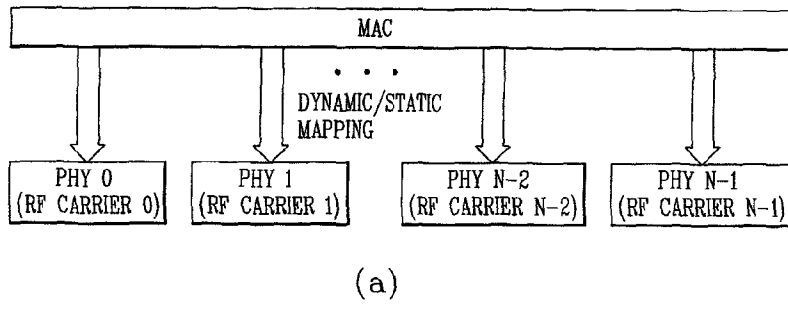 MAC
• • •
DYNAMIC/STATIC
MAPPING
PHY 0
(RF CARRIER 0)
PHY 1
(RF CARRIER 1)
PHY N-2
(RF CARRIER N-2)
PHY N-1
(RF CARRIER N-1)
(a)